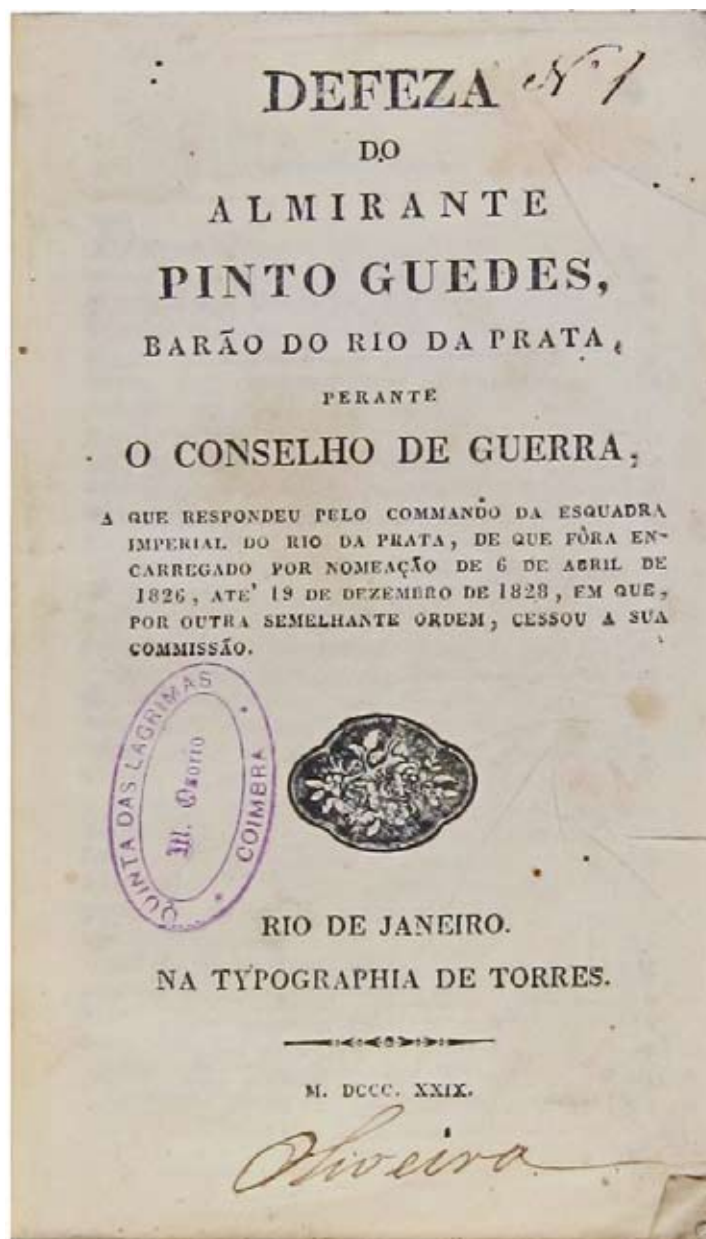 DEFEZA Nº 1
DO
ALMIRANTE
PINTO GUEDES,
BARÃO DO RIO DA PRATA,
PERANTE
O CONSELHO DE GUERRA,
A QUE RESPONDEU PELO COMMANDO DA ESQUADRA
IMPERIAL DO RIO DA PRATA, DE QUE FÔRA EN-
CARREGADO POR NOMEAÇÃO DE 6 DE ABRIL DE
1826, ATE' 19 DE DEZEMBRO DE 1828, EM QUE,
POR OUTRA SEMELHANTE ORDEM, CESSOU A SUA
COMMISSÃO.
QUINTA DAS LAGRIMAS
M. Osorio
COIMBRA
RIO DE JANEIRO.
NA TYPOGRAPHIA DE TORRES.
M. DCCC. XXIX.
Oliveira